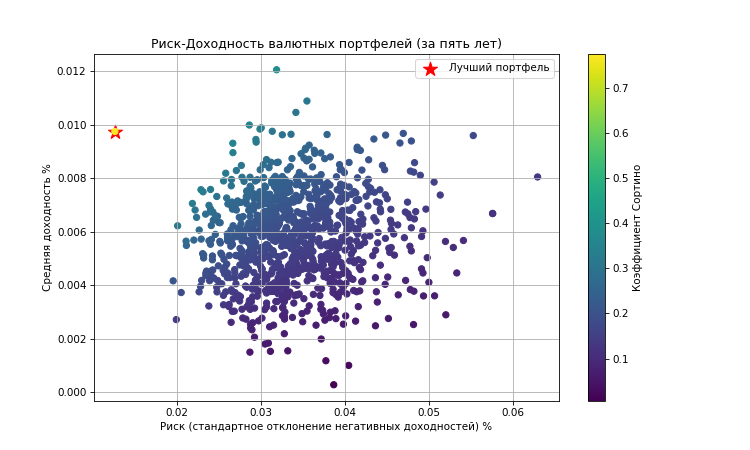 Риск-Доходность валютных портфелей (за пять лет)
Лучший портфель
Средняя доходность %
0.012
0.010
0.008
0.006
0.004
0.002
0.000
0.02 0.03 0.04 0.05 0.06
Риск (стандартное отклонение негативных доходностей) %
0.7
0.6
0.5
0.4
0.3
0.2
0.1
Коэффициент Сортино